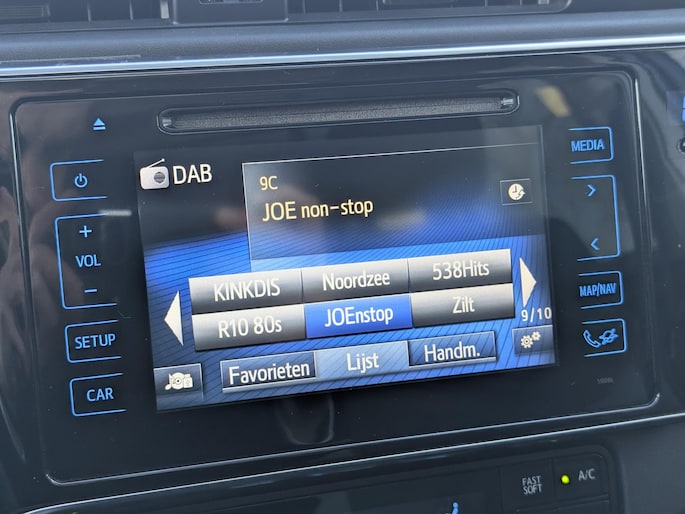 DAB
9C
JOE non-stop
KINKDIS
Noordzee
538Hits
R10 80s
JOEnstop
Zilt
9/10
Favorieten
Lijst
Handm.
+
VOL
−
SETUP
CAR
MEDIA
MAP/NAV
FAST
SOFT
A/C